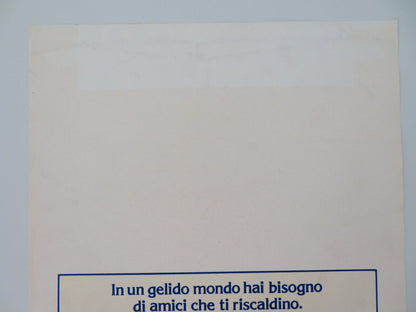 In un gelido mondo hai bisogno
di amici che ti riscaldino.